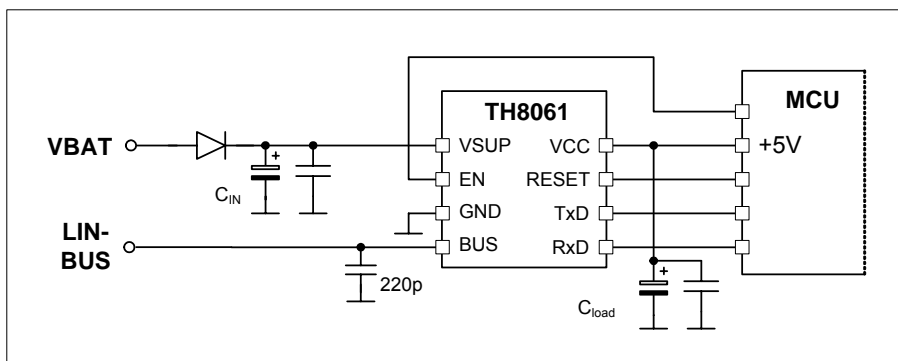 TH8061
MCU
VBAT
VSUP
VCC
+5V
+
C_IN
EN
RESET
GND
TxD
LIN-
BUS
BUS
RxD
220p
+
C_load